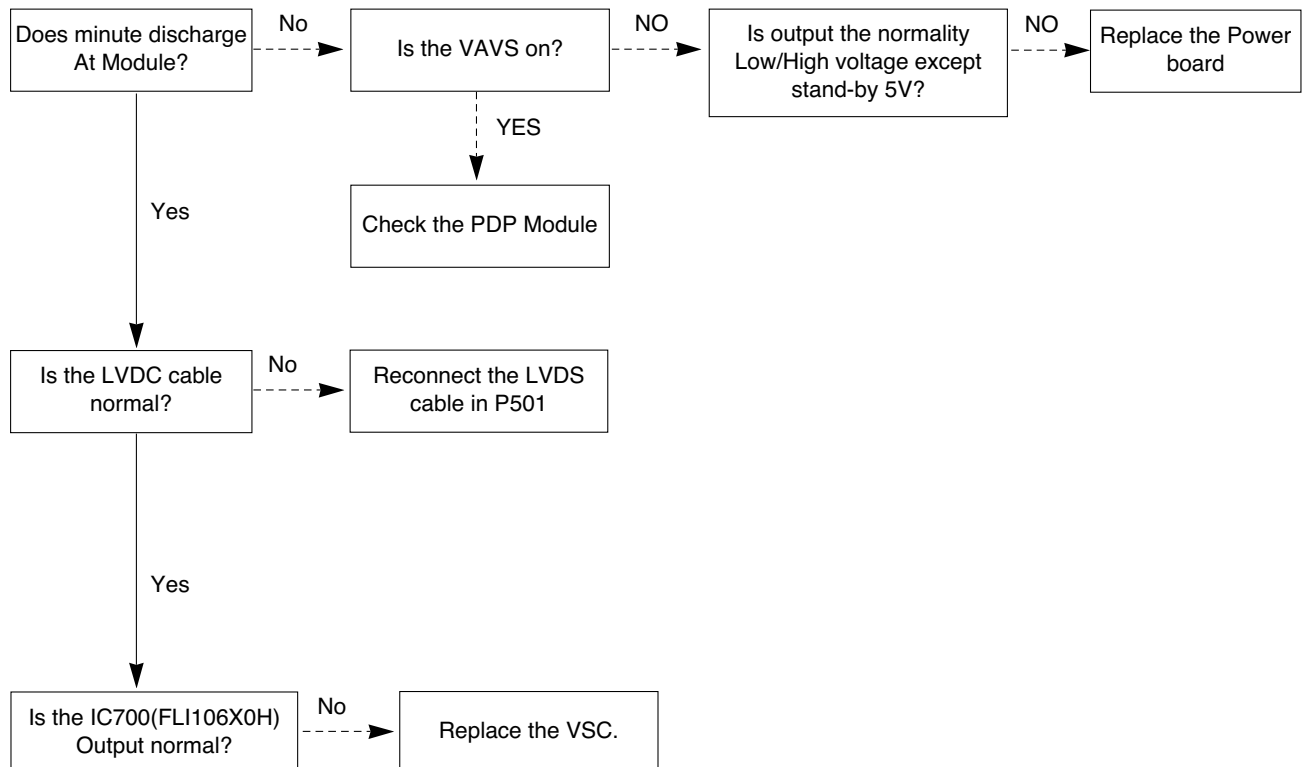 Does minute discharge
At Module?
No
Is the VAVS on?
NO
Is output the normality
Low/High voltage except
stand-by 5V?
NO
Replace the Power
board
YES
Check the PDP Module
Yes
Is the LVDC cable
normal?
No
Reconnect the LVDS
cable in P501
Yes
Is the IC700(FLI106X0H)
Output normal?
No
Replace the VSC.